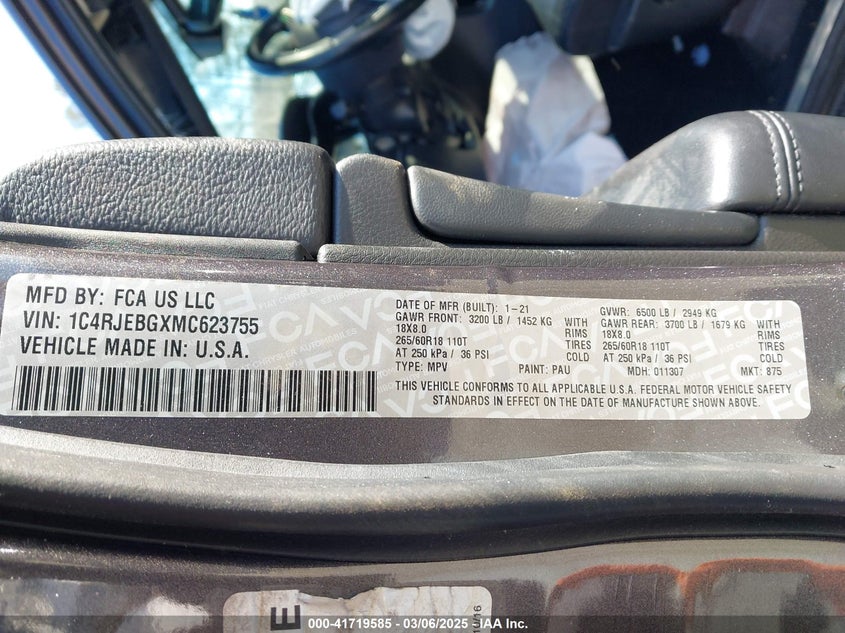 MFD BY: FCA US LLC
VIN: 1C4RJEBGXMC623755
VEHICLE MADE IN: U.S.A.
DATE OF MFR (BUILT): 1-21 GVWR: 6500 LB / 2949 KG
GAWR FRONT: 3200 LB / 1452 KG WITH GAWR REAR: 3700 LB / 1679 KG WITH
18X8.0 RIMS 18X8.0 RIMS
265/60R18 110T TIRES 265/60R18 110T TIRES
AT 250 kPa / 36 PSI COLD AT 250 kPa / 36 PSI COLD
TYPE: MPV PAINT: PAU MDH: 011307 MKT: 875
THIS VEHICLE CONFORMS TO ALL APPLICABLE U.S.A. FEDERAL MOTOR VEHICLE SAFETY
STANDARDS IN EFFECT ON THE DATE OF MANUFACTURE SHOWN ABOVE.
E
000-41719585 - 03/06/2025 - IAA Inc.